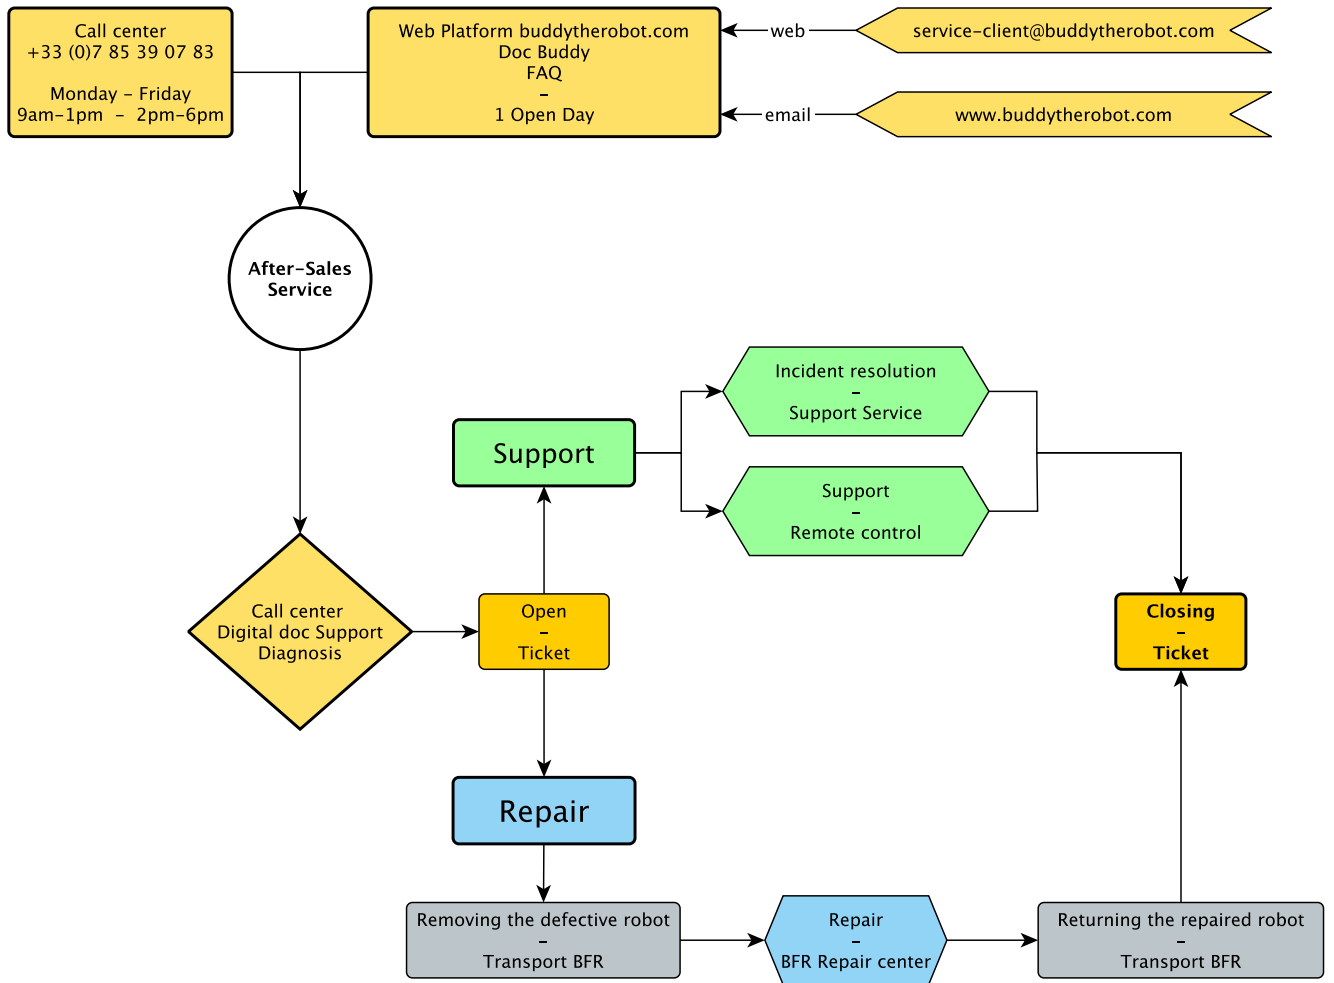 Call center
+33 (0)7 85 39 07 83
Monday – Friday
9am–1pm – 2pm–6pm
Web Platform buddytherobot.com
Doc Buddy
FAQ
–
1 Open Day
web
service-client@buddytherobot.com
email
www.buddytherobot.com
After–Sales
Service
Incident resolution
–
Support Service
Support
Support
–
Remote control
Call center
Digital doc Support
Diagnosis
Open
–
Ticket
Closing
–
Ticket
Repair
Removing the defective robot
–
Transport BFR
Repair
–
BFR Repair center
Returning the repaired robot
–
Transport BFR